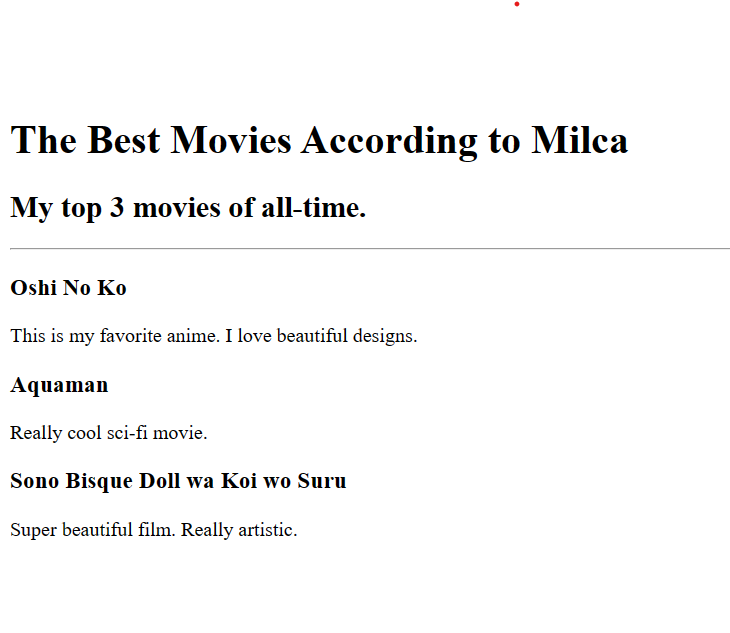 The Best Movies According to Milca
My top 3 movies of all-time.
Oshi No Ko
This is my favorite anime. I love beautiful designs.
Aquaman
Really cool sci-fi movie.
Sono Bisque Doll wa Koi wo Suru
Super beautiful film. Really artistic.